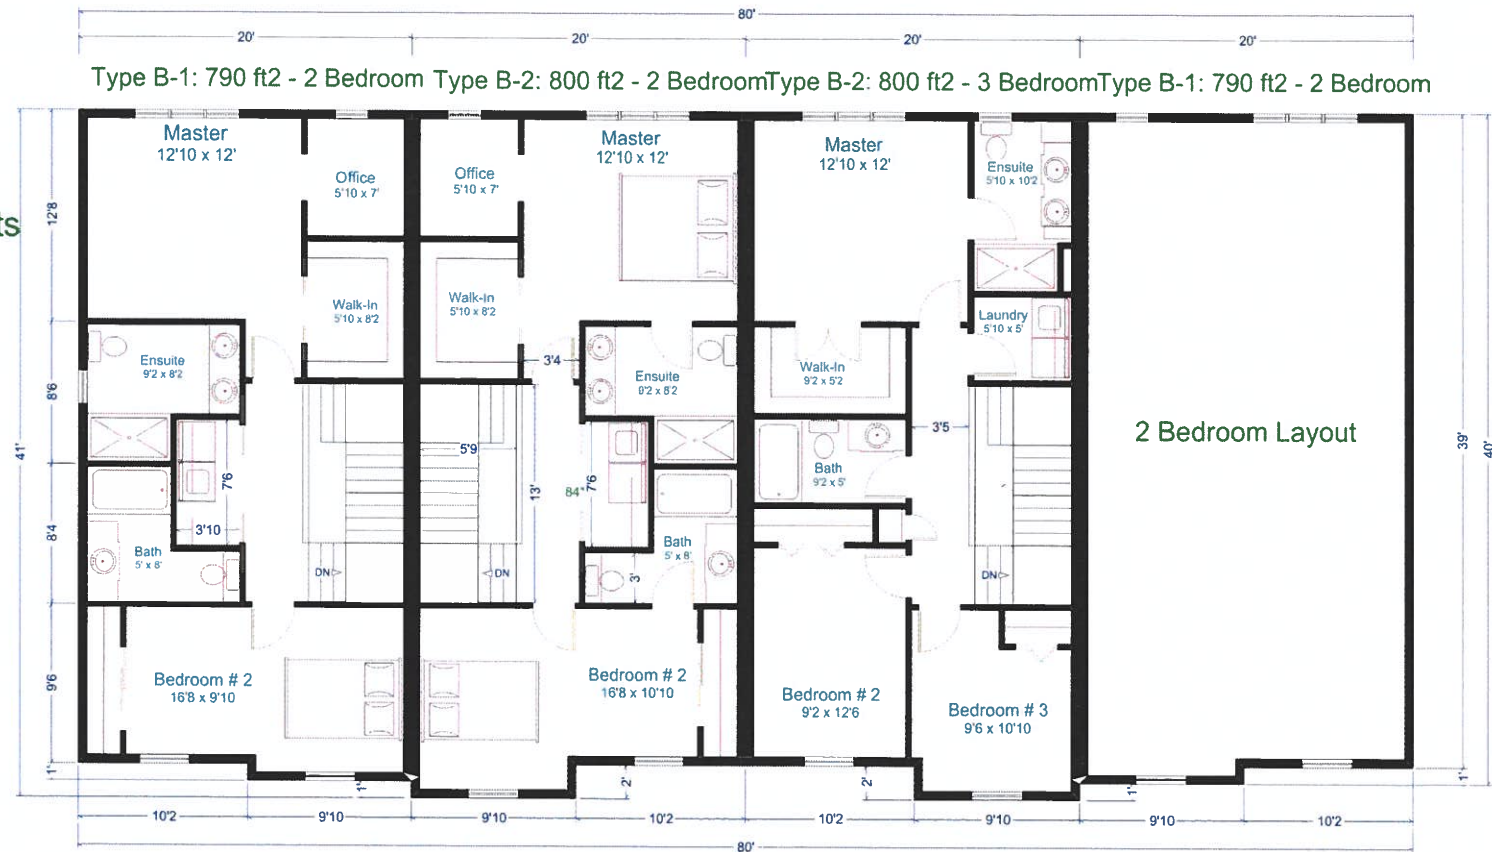 80'
20'
20'
20'
20'
Type B-1: 790 ft2 - 2 Bedroom
Type B-2: 800 ft2 - 2 Bedroom
Type B-2: 800 ft2 - 3 Bedroom
Type B-1: 790 ft2 - 2 Bedroom
ts
41'
12'8
8'6
8'4
9'6
1'
Master
12'10 x 12'
Office
5'10 x 7'
Walk-In
5'10 x 8'2
Ensuite
9'2 x 8'2
7'6
3'10
Bath
5' x 8'
DN
Bedroom # 2
16'8 x 9'10
1'
Office
5'10 x 7'
Master
12'10 x 12'
Walk-In
5'10 x 8'2
3'4
Ensuite
9'2 x 8'2
5'9
13'
84"
7'6
Bath
5' x 8'
3'
DN
Bedroom # 2
16'8 x 10'10
2'
Master
12'10 x 12'
Ensuite
5'10 x 10'2
Laundry
5'10 x 5'
Walk-In
9'2 x 5'2
3'5
Bath
9'2 x 5'
DN
Bedroom # 2
9'2 x 12'6
Bedroom # 3
9'6 x 10'10
2'
1'
2 Bedroom Layout
39'
40'
1'
10'2
9'10
9'10
10'2
10'2
9'10
9'10
10'2
80'